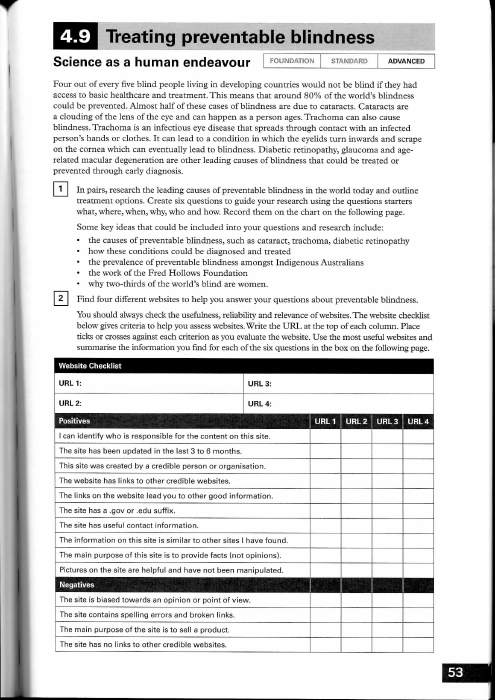 4.9 Treating preventable blindness
Science as a human endeavour
FOUNDATION STANDARD ADVANCED
Four out of every five blind people living in developing countries would not be blind if they had
access to basic healthcare and treatment. This means that around 80% of the world's blindness
could be prevented. Almost half of these cases of blindness are due to cataracts. Cataracts are
a clouding of the lens of the eye and can happen as a person ages. Trachoma can also cause
blindness. Trachoma is an infectious eye disease that spreads through contact with an infected
person's hands or clothes. It can lead to a condition in which the eyelids turn inwards and scrape
on the cornea which can eventually lead to blindness. Diabetic retinopathy, glaucoma and age-
related macular degeneration are other leading causes of blindness that could be treated or
prevented through early diagnosis.
1 In pairs, research the leading causes of preventable blindness in the world today and outline
treatment options. Create six questions to guide your research using the questions starters
what, where, when, why, who and how. Record them on the chart on the following page.
Some key ideas that could be included into your questions and research include:
• the causes of preventable blindness, such as cataract, trachoma, diabetic retinopathy
• how these conditions could be diagnosed and treated
• the prevalence of preventable blindness amongst Indigenous Australians
• the work of the Fred Hollows Foundation
• why two-thirds of the world's blind are women.
2 Find four different websites to help you answer your questions about preventable blindness.
You should always check the usefulness, reliability and relevance of websites. The website checklist
below gives criteria to help you assess websites. Write the URL at the top of each column. Place
ticks or crosses against each criterion as you evaluate the website. Use the most useful websites and
summarise the information you find for each of the six questions in the box on the following page.
Website Checklist
URL 1: URL 3:
URL 2: URL 4:
Positives URL 1 URL 2 URL 3 URL 4
I can identify who is responsible for the content on this site.
The site has been updated in the last 3 to 6 months.
This site was created by a credible person or organisation.
The website has links to other credible websites.
The links on the website lead you to other good information.
The site has a .gov or .edu suffix.
The site has useful contact information.
The information on this site is similar to other sites I have found.
The main purpose of this site is to provide facts (not opinions).
Pictures on the site are helpful and have not been manipulated.
Negatives
The site is biased towards an opinion or point of view.
The site contains spelling errors and broken links.
The main purpose of the site is to sell a product.
The site has no links to other credible websites.
53